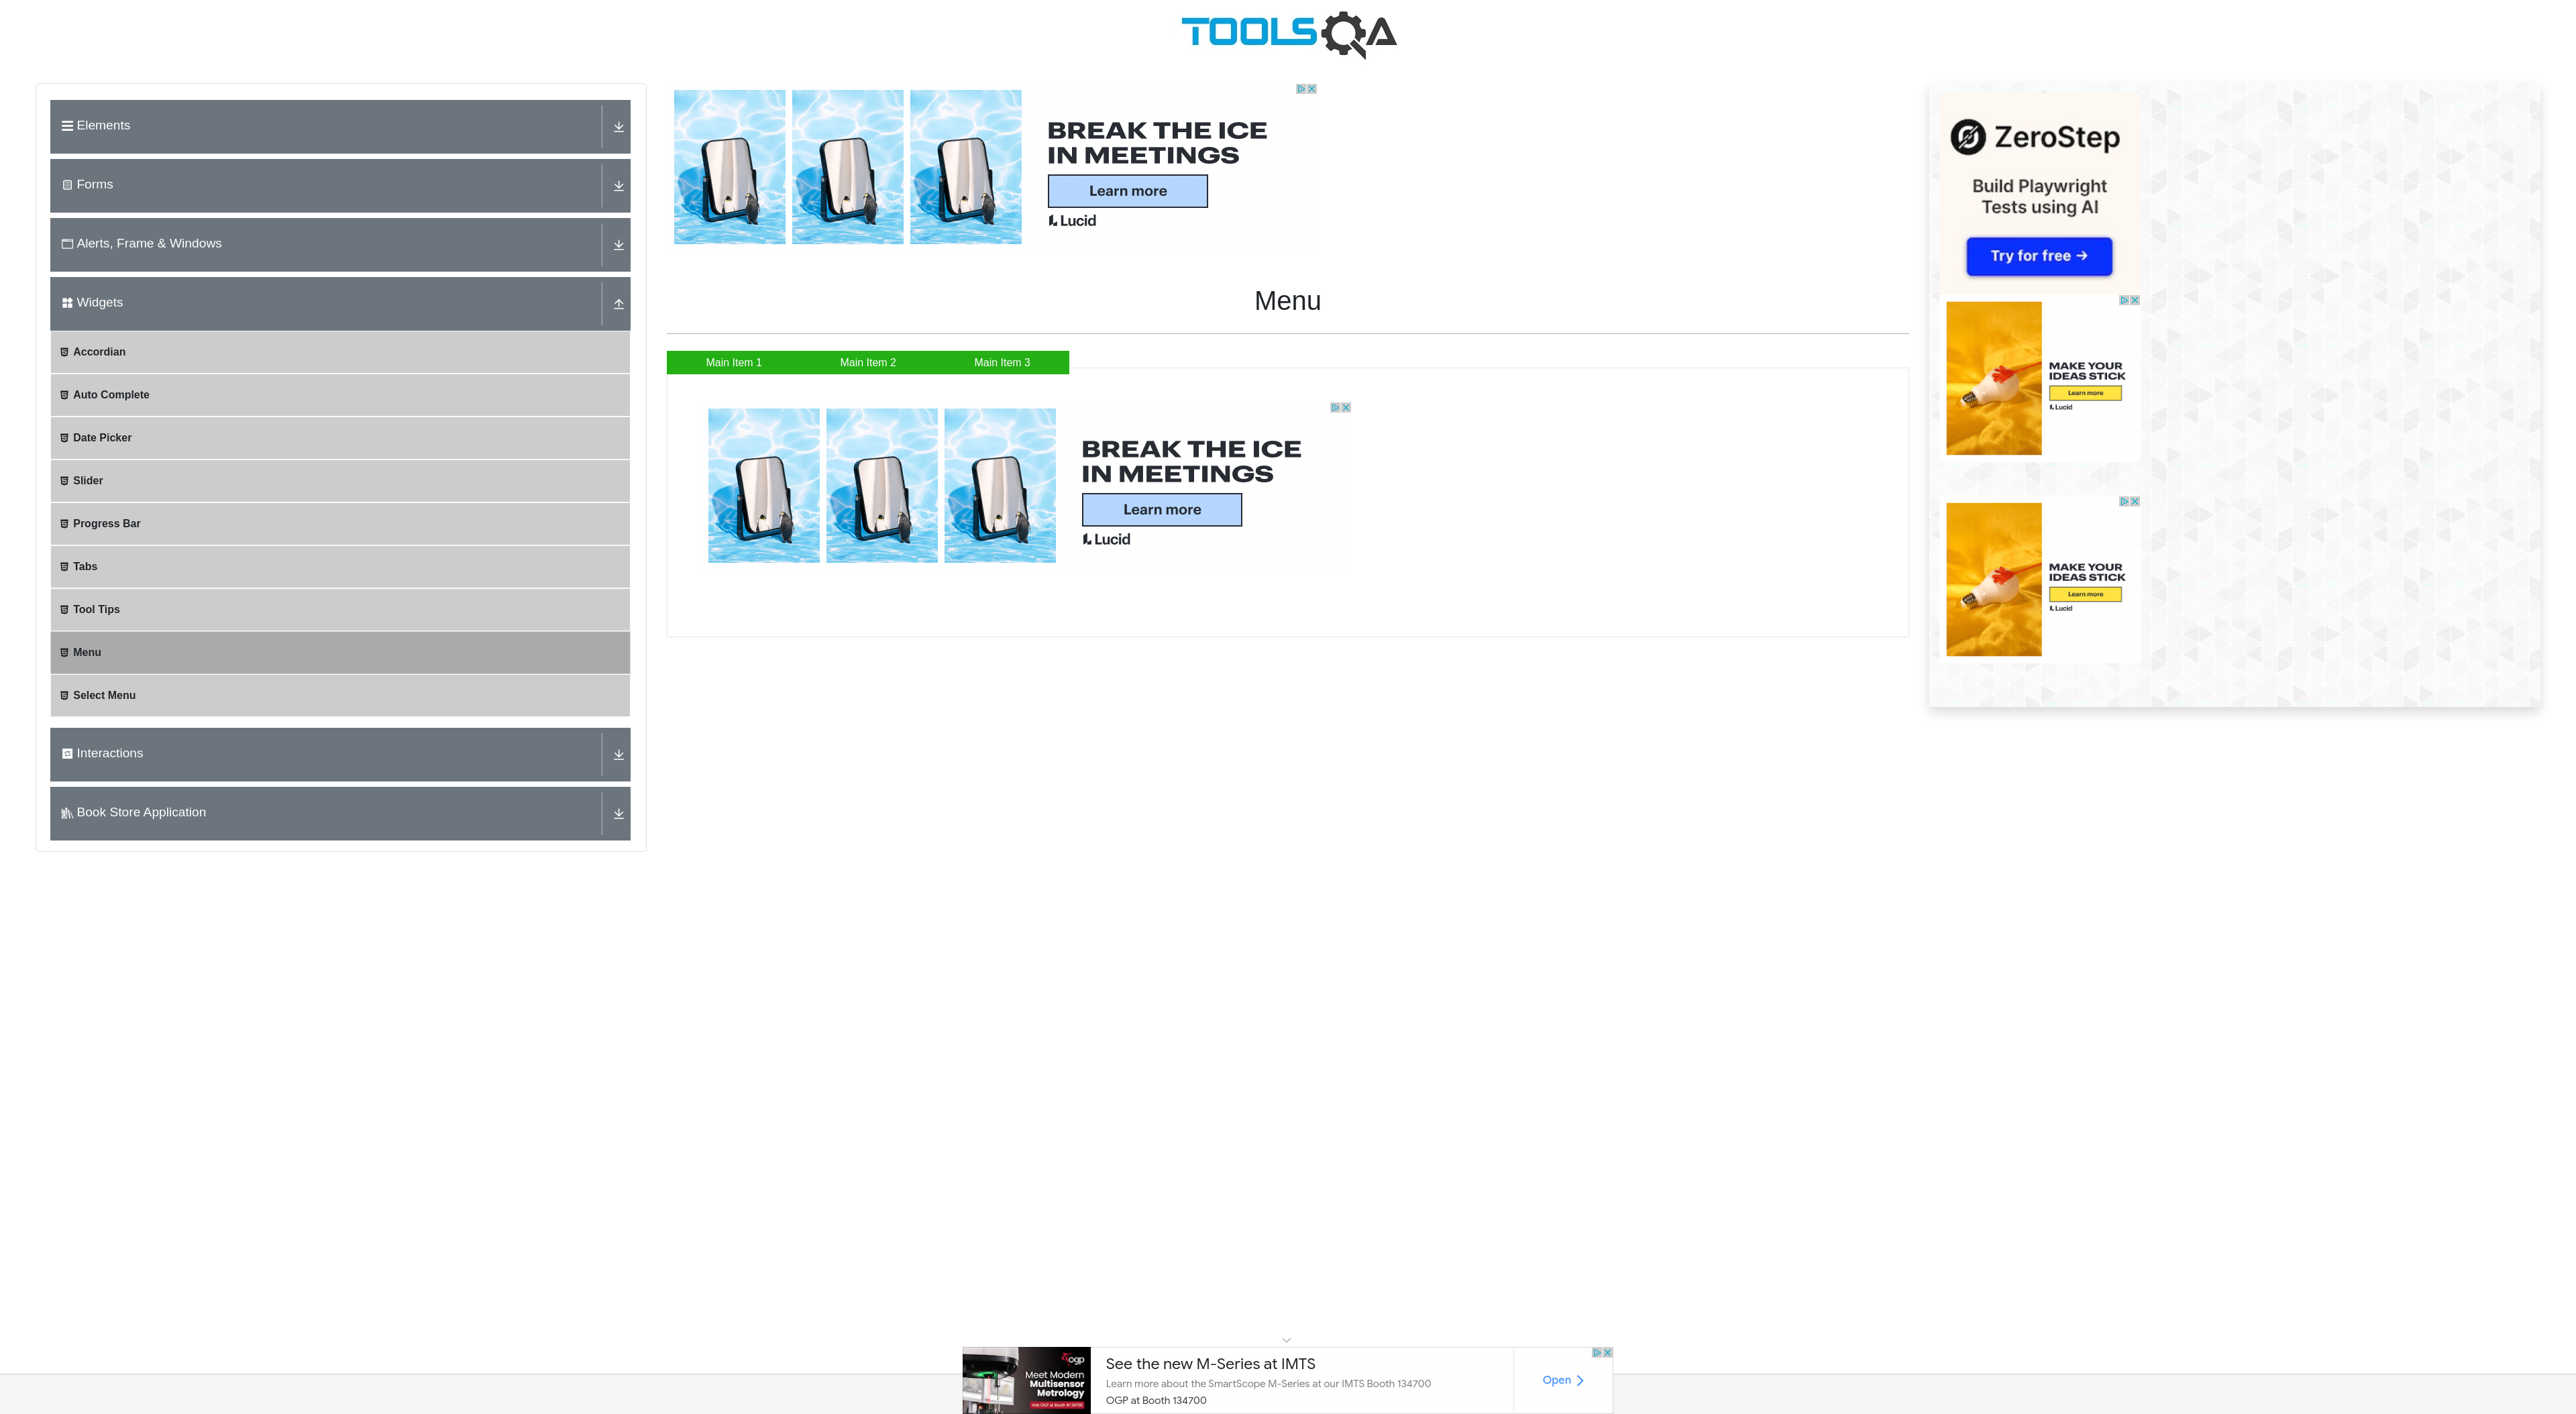 TOOLSQA
Elements
Forms
Alerts, Frame & Windows
Widgets
Accordian
Auto Complete
Date Picker
Slider
Progress Bar
Tabs
Tool Tips
Menu
Select Menu
Interactions
Book Store Application
BREAK THE ICE
IN MEETINGS
Learn more
Lucid
Menu
Main Item 1
Main Item 2
Main Item 3
BREAK THE ICE
IN MEETINGS
Learn more
Lucid
ZeroStep
Build Playwright
Tests using AI
Try for free →
MAKE YOUR
IDEAS STICK
Learn more
Lucid
MAKE YOUR
IDEAS STICK
Learn more
Lucid
ogp
Meet Modern
Multisensor
Metrology
See the new M-Series at IMTS
Learn more about the SmartScope M-Series at our IMTS Booth 134700
OGP at Booth 134700
Open